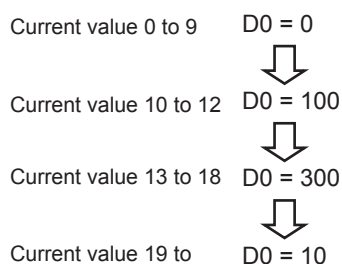 Current value 0 to 9 D0 = 0
Current value 10 to 12 D0 = 100
Current value 13 to 18 D0 = 300
Current value 19 to D0 = 10